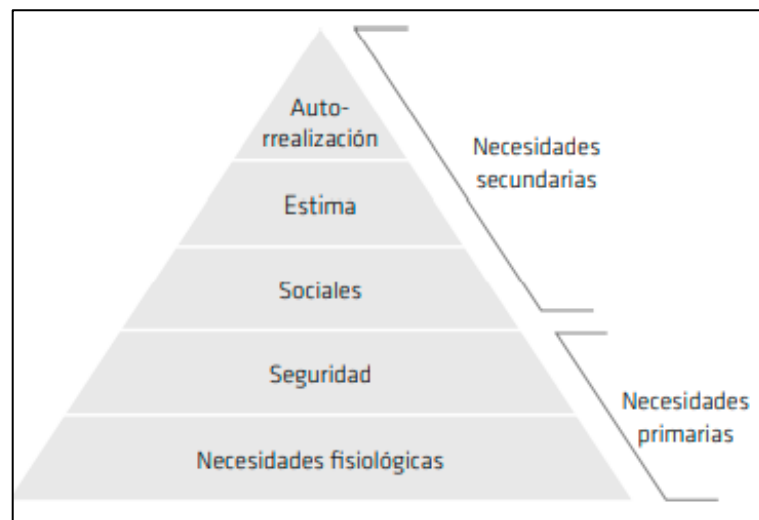 Auto-
rrealización
Necesidades
secundarias
Estima
Sociales
Seguridad
Necesidades
primarias
Necesidades fisiológicas